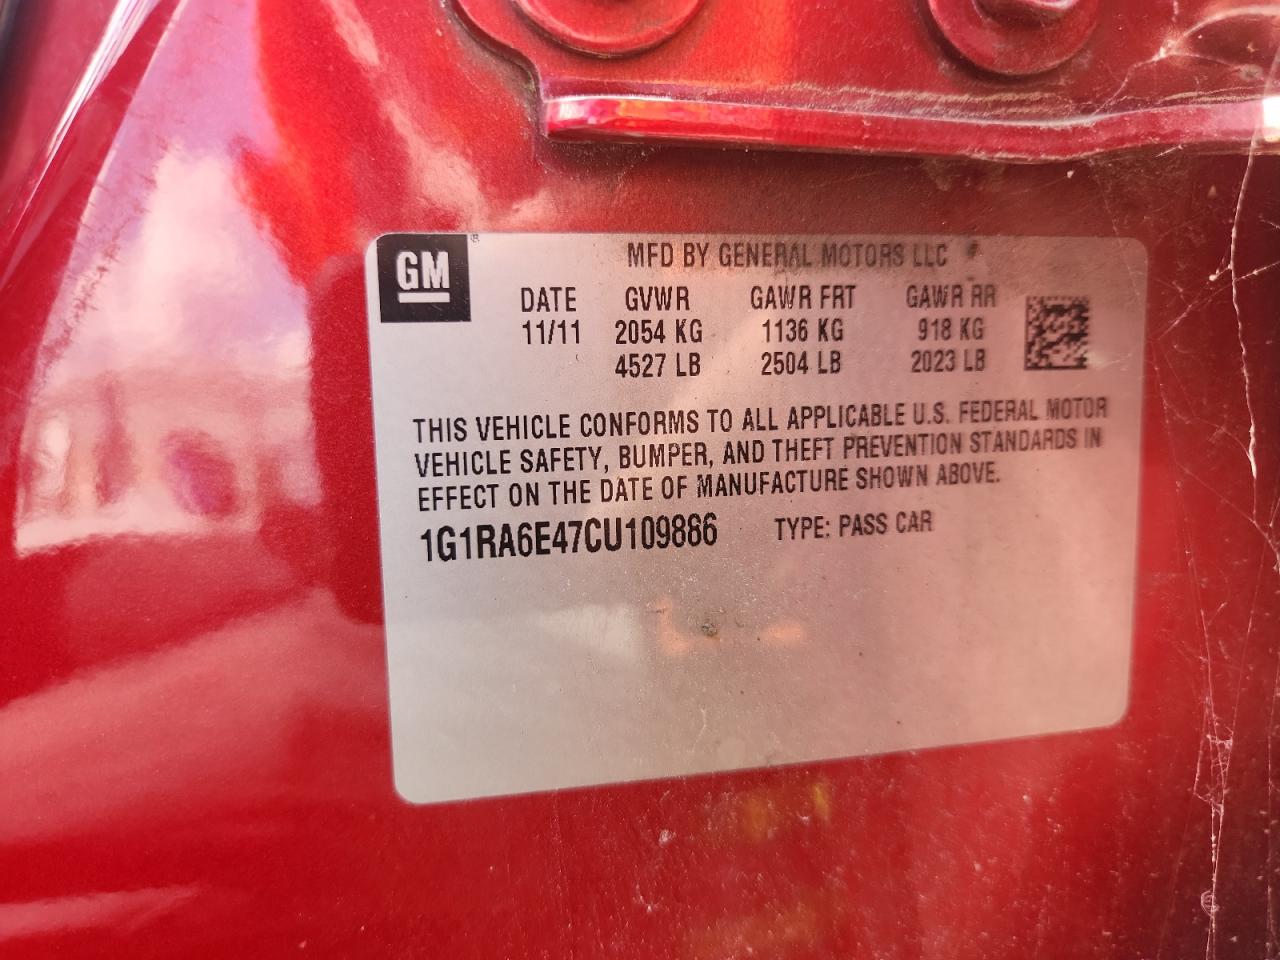 GM ®
MFD BY GENERAL MOTORS LLC
DATE GVWR GAWR FRT GAWR RR
11/11 2054 KG 1136 KG 918 KG
4527 LB 2504 LB 2023 LB
THIS VEHICLE CONFORMS TO ALL APPLICABLE U.S. FEDERAL MOTOR
VEHICLE SAFETY, BUMPER, AND THEFT PREVENTION STANDARDS IN
EFFECT ON THE DATE OF MANUFACTURE SHOWN ABOVE.
1G1RA6E47CU109886 TYPE: PASS CAR